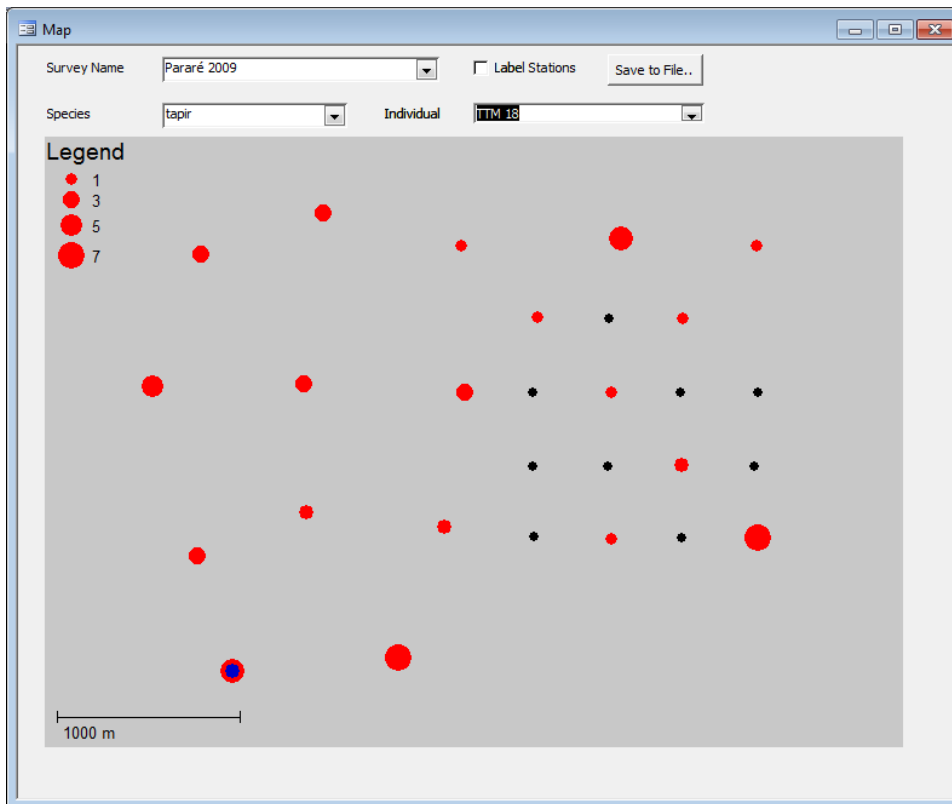 Map
Survey Name Pararé 2009 Label Stations Save to File..
Species tapir Individual TTM 18
Legend
1
3
5
7
1000 m